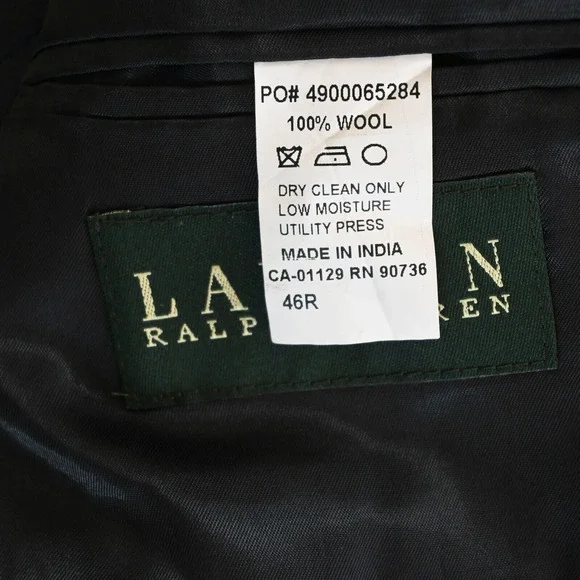 PO# 4900065284
100% WOOL
DRY CLEAN ONLY
LOW MOISTURE
UTILITY PRESS
MADE IN INDIA
CA-01129 RN 90736
46R
LA N
RALP REN